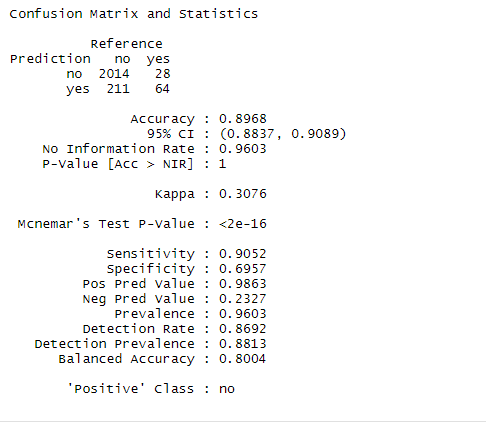 Confusion Matrix and Statistics
Reference
Prediction no yes
no 2014 28
yes 211 64
Accuracy : 0.8968
95% CI : (0.8837, 0.9089)
No Information Rate : 0.9603
P-Value [Acc > NIR] : 1
Kappa : 0.3076
Mcnemar's Test P-Value : <2e-16
Sensitivity : 0.9052
Specificity : 0.6957
Pos Pred Value : 0.9863
Neg Pred Value : 0.2327
Prevalence : 0.9603
Detection Rate : 0.8692
Detection Prevalence : 0.8813
Balanced Accuracy : 0.8004
'Positive' Class : no